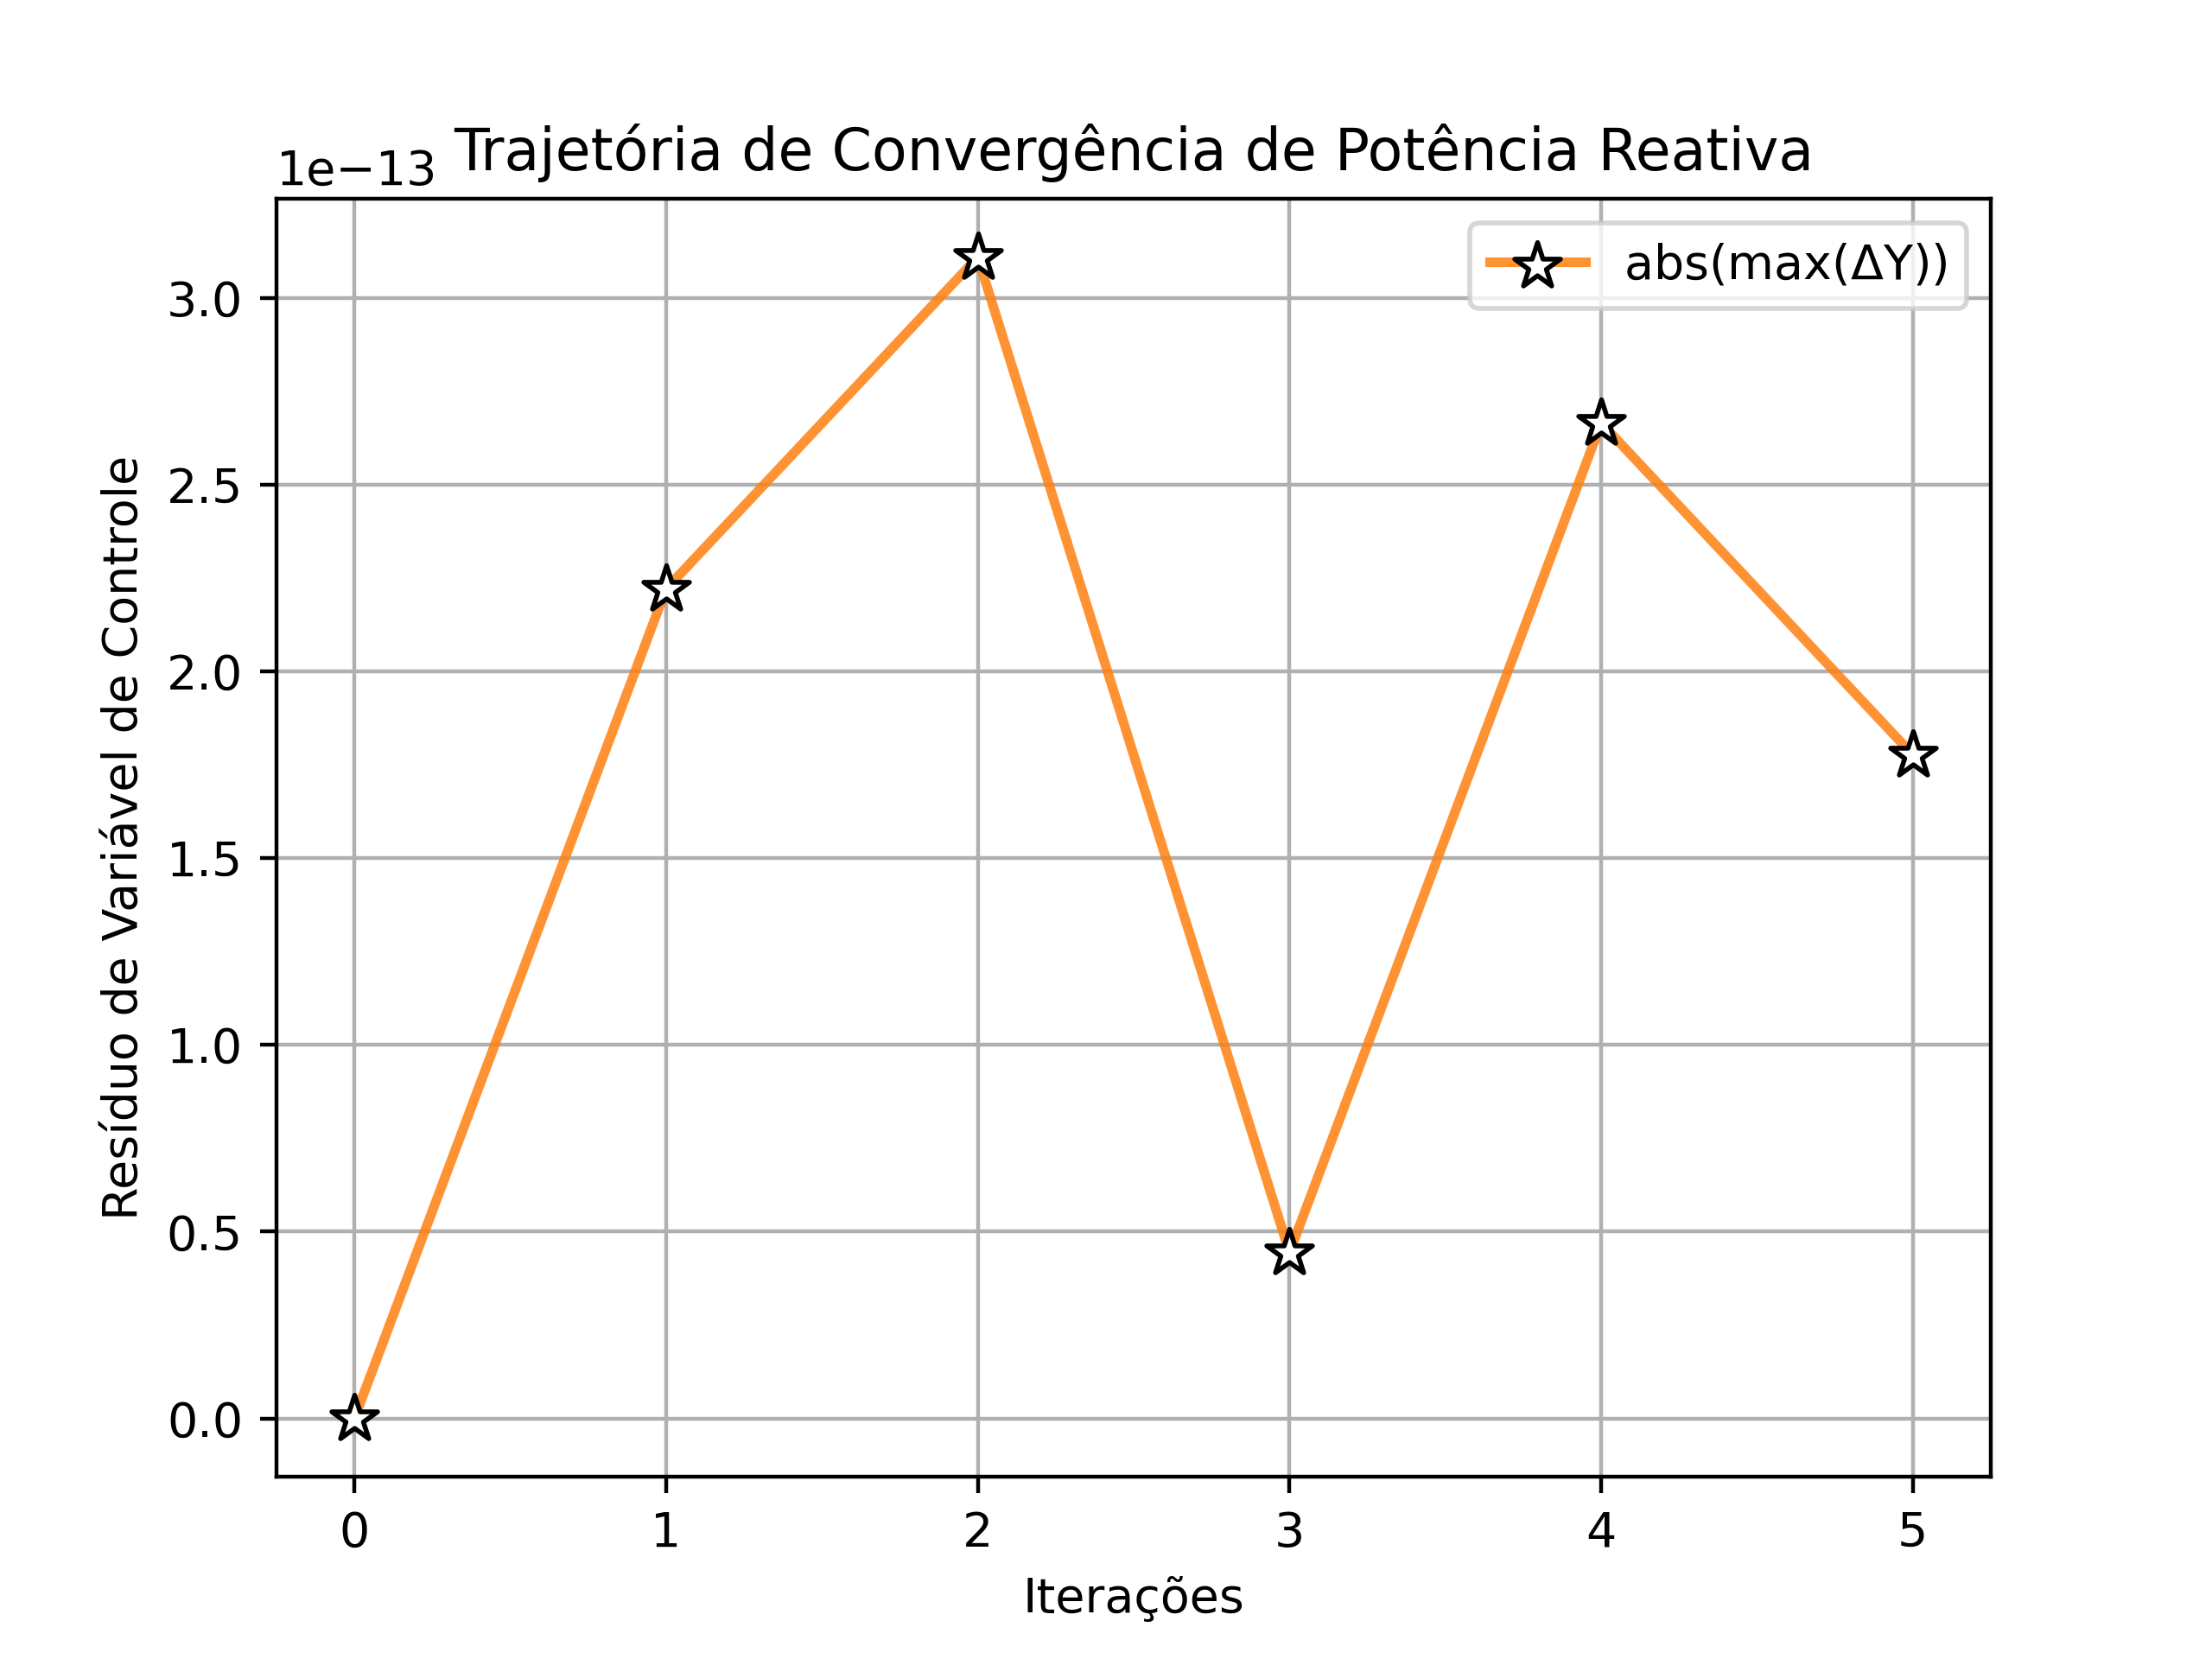 Trajetória de Convergência de Potência Reativa
1e−13
abs(max(ΔY))
3.0
2.5
2.0
1.5
1.0
0.5
0.0
Resíduo de Variável de Controle
0 1 2 3 4 5
Iterações